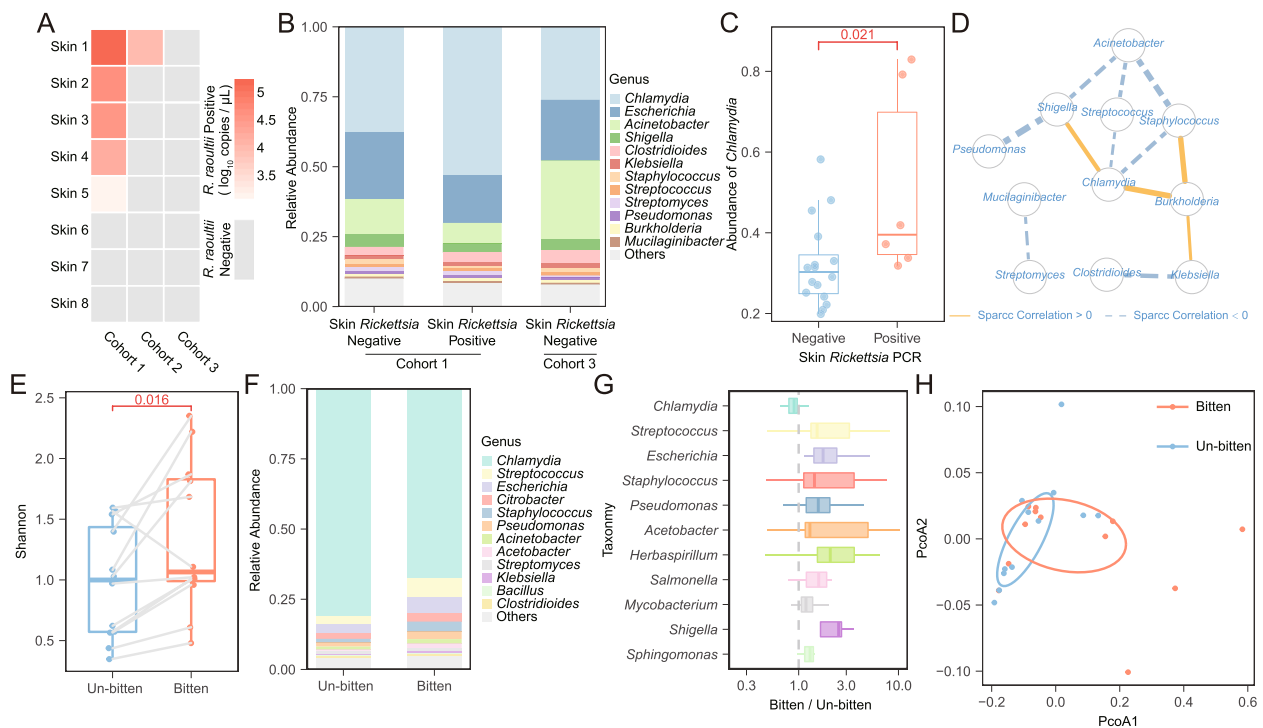 A
Skin 1
Skin 2
Skin 3
Skin 4
Skin 5
Skin 6
Skin 7
Skin 8
Cohort 1
Cohort 2
Cohort 3
5
4.5
4
3.5
R. raoultii Positive
( log10 copies / μL)
R. raoultii
Negative
B
1.00
0.75
0.50
0.25
0.00
Relative Abundance
Skin Rickettsia
Negative
Skin Rickettsia
Positive
Skin Rickettsia
Negative
Cohort 1
Cohort 3
Genus
Chlamydia
Escherichia
Acinetobacter
Shigella
Clostridioides
Klebsiella
Staphylococcus
Streptococcus
Streptomyces
Pseudomonas
Burkholderia
Mucilaginibacter
Others
C
0.021
0.8
0.6
0.4
0.2
Abundance of Chlamydia
Negative
Positive
Skin Rickettsia PCR
D
Acinetobacter
Shigella
Streptococcus
Staphylococcus
Pseudomonas
Chlamydia
Mucilaginibacter
Burkholderia
Streptomyces
Clostridioides
Klebsiella
Sparcc Correlation > 0
Sparcc Correlation < 0
E
0.016
2.5
2.0
1.5
1.0
0.5
Shannon
Un-bitten
Bitten
F
1.00
0.75
0.50
0.25
0.00
Relative Abundance
Un-bitten
Bitten
Genus
Chlamydia
Streptococcus
Escherichia
Citrobacter
Staphylococcus
Pseudomonas
Acinetobacter
Acetobacter
Streptomyces
Klebsiella
Bacillus
Clostridioides
Others
G
Taxonmy
Chlamydia
Streptococcus
Escherichia
Staphylococcus
Pseudomonas
Acetobacter
Herbaspirillum
Salmonella
Mycobacterium
Shigella
Sphingomonas
0.3
1.0
3.0
10.0
Bitten / Un-bitten
H
Bitten
Un-bitten
0.10
0.05
0.00
−0.05
−0.10
PcoA2
−0.2
0.0
0.2
0.4
0.6
PcoA1